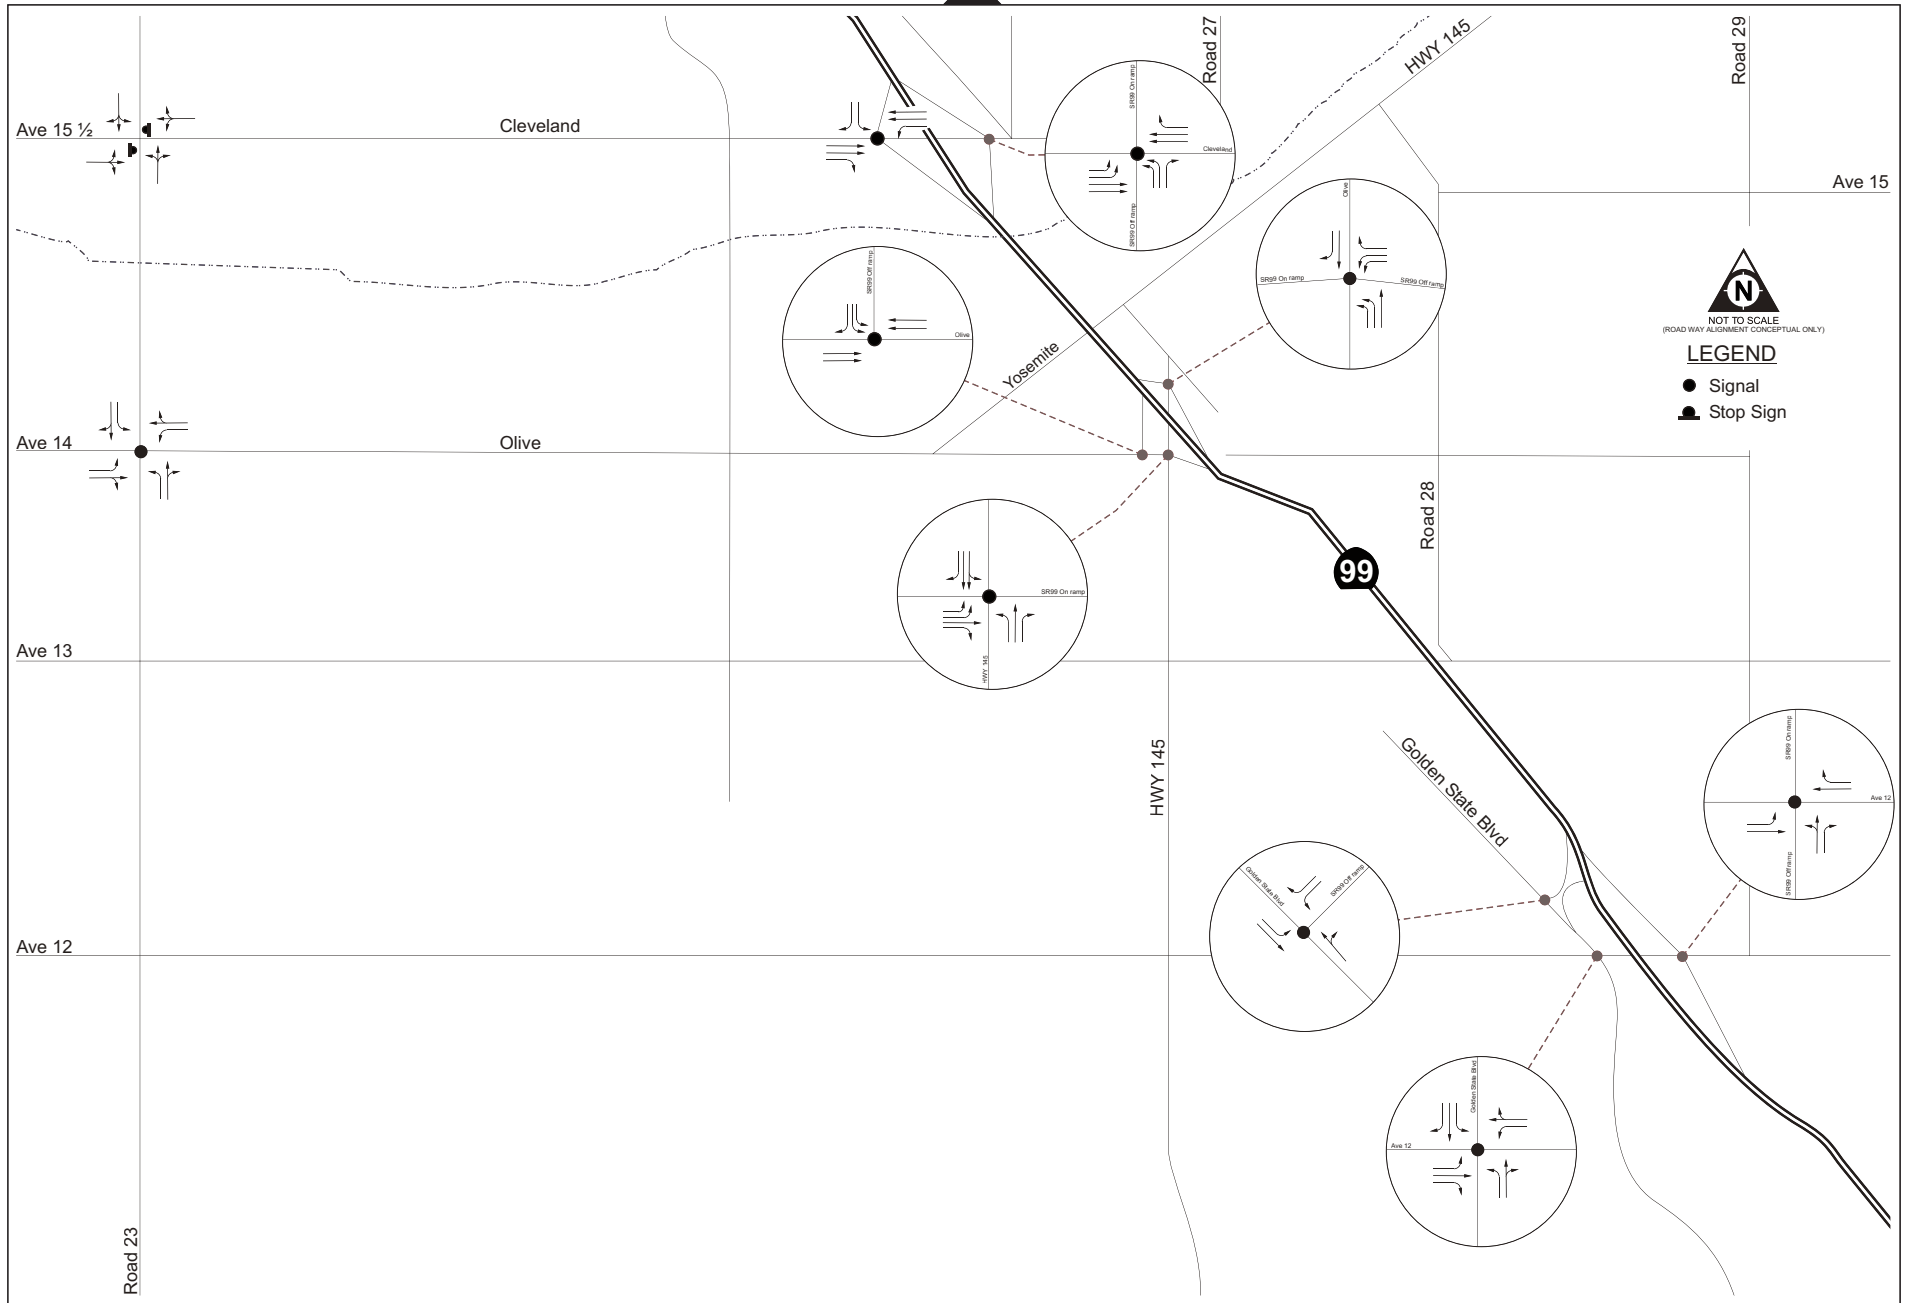 Road 27
HWY 145
Road 29
Ave 15 ½
Cleveland
SR99 On ramp
Cleveland
SR99 Off ramp
Ave 15
Olive
SR99 On ramp
SR99 Off ramp
SR99 Off ramp
Olive
N
NOT TO SCALE
(ROAD WAY ALIGNMENT CONCEPTUAL ONLY)
LEGEND
Signal
Stop Sign
Yosemite
Ave 14
Olive
Road 28
99
SR99 On ramp
HWY 145
Ave 13
HWY 145
Golden State Blvd
SR99 On ramp
Ave 12
SR99 Off ramp
Golden State Blvd
SR99 Off ramp
Ave 12
Golden State Blvd
Ave 12
Road 23